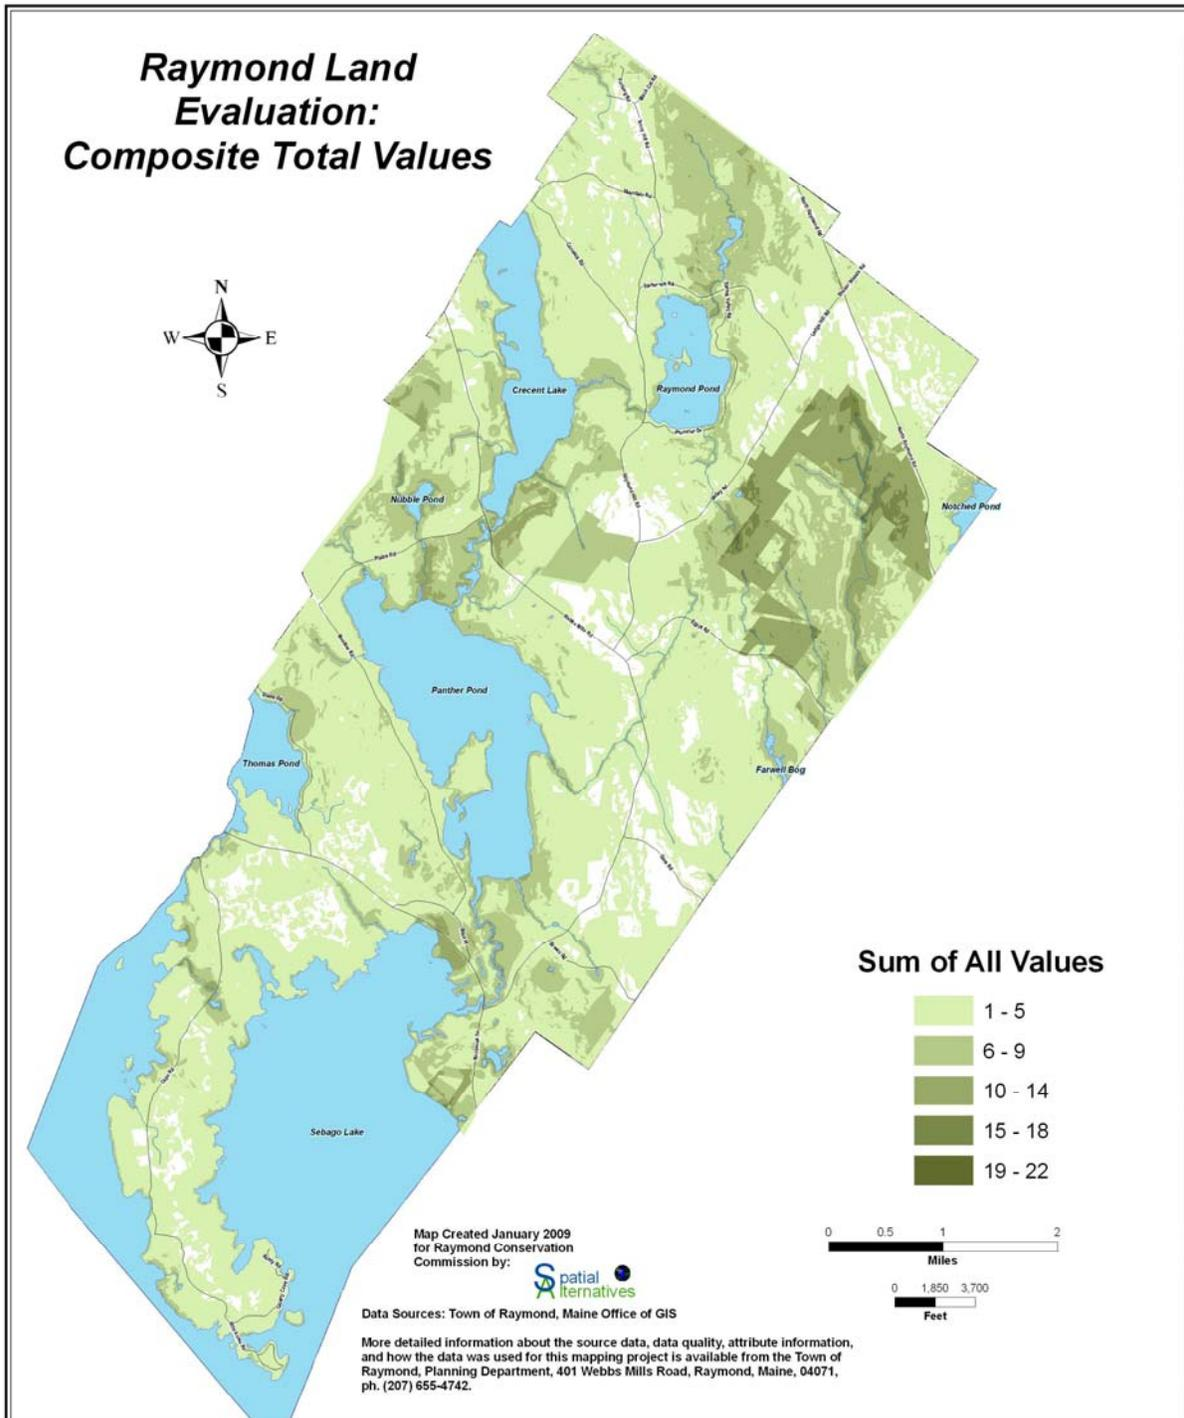 Raymond Land
Evaluation:
Composite Total Values
N
W
E
S
Crecent Lake
Raymond Pond
Nubble Pond
Notched Pond
Panther Pond
Thomas Pond
Farwell Bog
Sebago Lake
Sum of All Values
1 - 5
6 - 9
10 - 14
15 - 18
19 - 22
0 0.5 1 2
Miles
0 1,850 3,700
Feet
Map Created January 2009
for Raymond Conservation
Commission by:
Spatial
Alternatives
Data Sources: Town of Raymond, Maine Office of GIS
More detailed information about the source data, data quality, attribute information,
and how the data was used for this mapping project is available from the Town of
Raymond, Planning Department, 401 Webbs Mills Road, Raymond, Maine, 04071,
ph. (207) 655-4742.